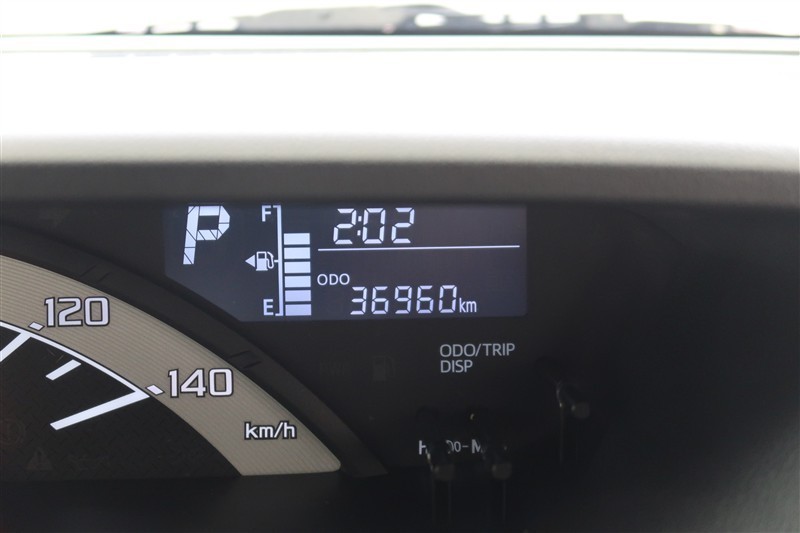 P
F
2:02
E
ODO
36960km
120
140
km/h
ODO/TRIP
DISP